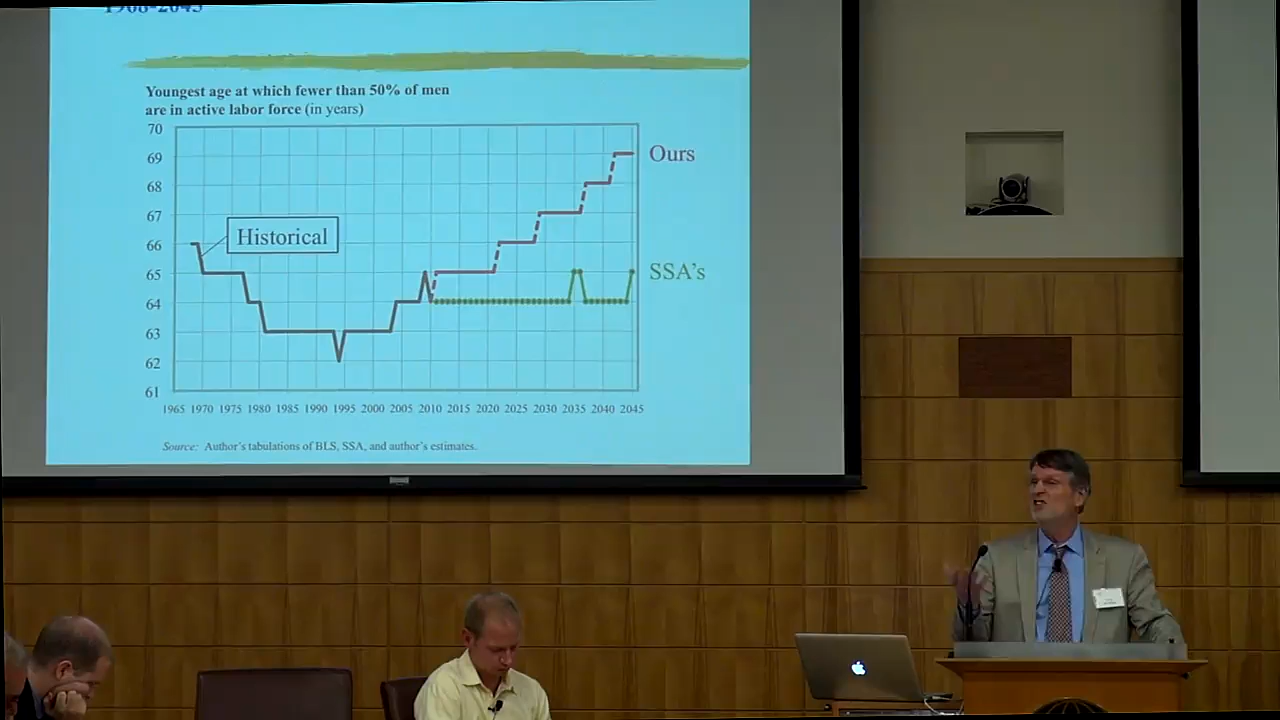 1968-2045
Youngest age at which fewer than 50% of men
are in active labor force (in years)
70
69
68
67
66
65
64
63
62
61
Ours
Historical
SSA's
1965 1970 1975 1980 1985 1990 1995 2000 2005 2010 2015 2020 2025 2030 2035 2040 2045
Source: Author's tabulations of BLS, SSA, and author's estimates.